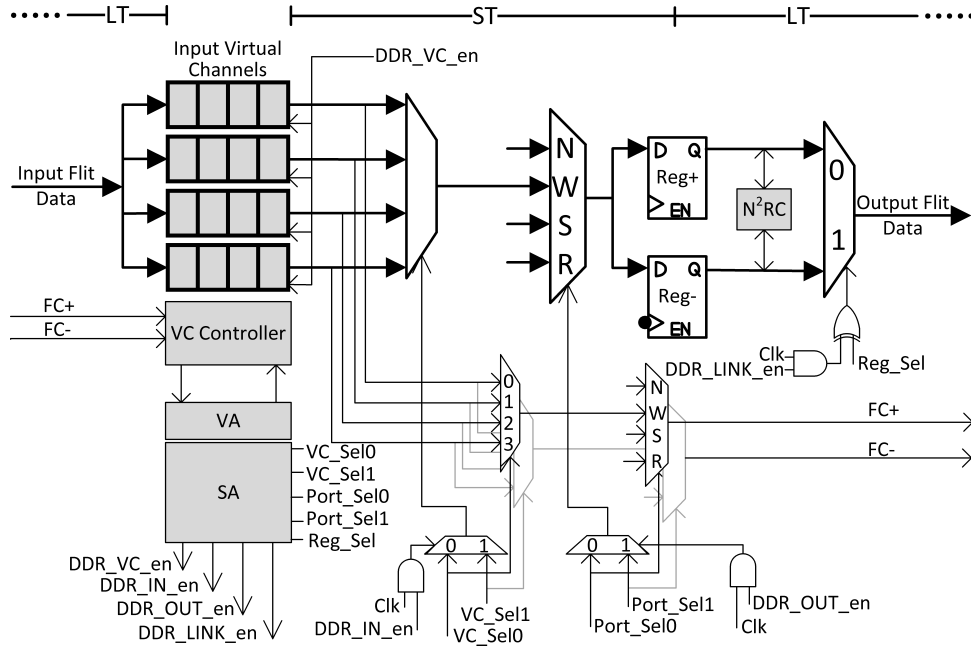 LT ST LT
Input Virtual
Channels
DDR_VC_en
Input Flit
Data
N
W
S
R
D Q
Reg+
EN
D Q
Reg-
EN
N²RC
0
1
Output Flit
Data
FC+
FC-
VC Controller
VA
SA
VC_Sel0
VC_Sel1
Port_Sel0
Port_Sel1
Reg_Sel
DDR_VC_en
DDR_IN_en
DDR_OUT_en
DDR_LINK_en
0
1
2
3
N
W
S
R
Clk
DDR_LINK_en
Reg_Sel
FC+
FC-
0 1
Clk
DDR_IN_en
VC_Sel1
VC_Sel0
0 1
Port_Sel1
Port_Sel0
DDR_OUT_en
Clk